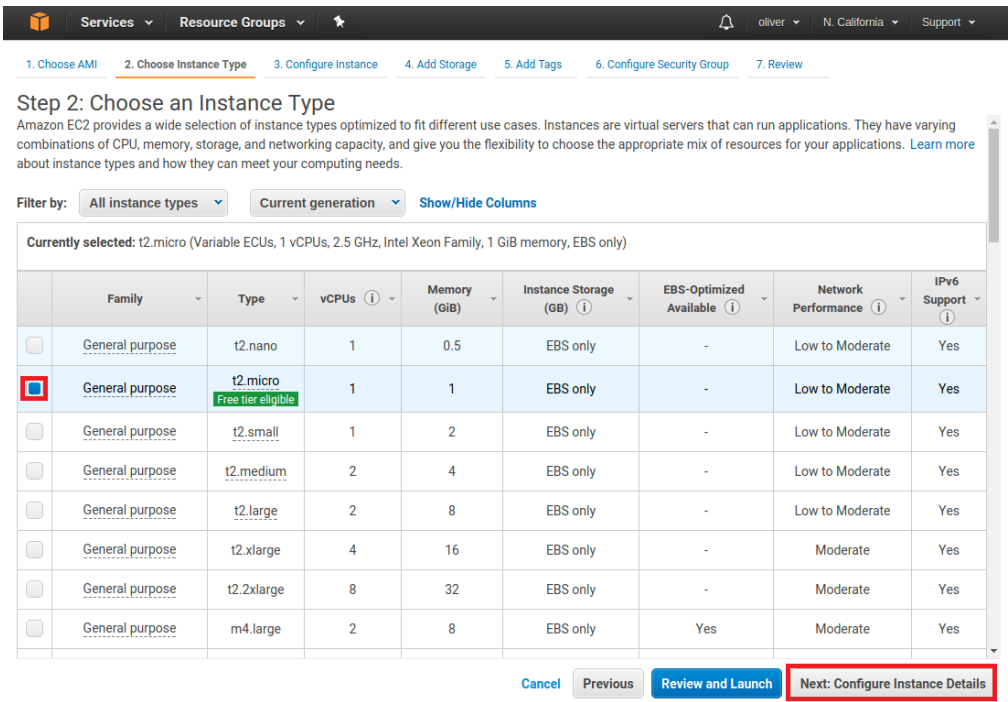 Services Resource Groups oliver N. California Support
1. Choose AMI 2. Choose Instance Type 3. Configure Instance 4. Add Storage 5. Add Tags 6. Configure Security Group 7. Review
Step 2: Choose an Instance Type
Amazon EC2 provides a wide selection of instance types optimized to fit different use cases. Instances are virtual servers that can run applications. They have varying
combinations of CPU, memory, storage, and networking capacity, and give you the flexibility to choose the appropriate mix of resources for your applications. Learn more
about instance types and how they can meet your computing needs.
Filter by: All instance types Current generation Show/Hide Columns
Currently selected: t2.micro (Variable ECUs, 1 vCPUs, 2.5 GHz, Intel Xeon Family, 1 GiB memory, EBS only)
Family Type vCPUs Memory (GiB) Instance Storage (GB) EBS-Optimized Available Network Performance IPv6 Support
General purpose t2.nano 1 0.5 EBS only - Low to Moderate Yes
General purpose t2.micro Free tier eligible 1 1 EBS only - Low to Moderate Yes
General purpose t2.small 1 2 EBS only - Low to Moderate Yes
General purpose t2.medium 2 4 EBS only - Low to Moderate Yes
General purpose t2.large 2 8 EBS only - Low to Moderate Yes
General purpose t2.xlarge 4 16 EBS only - Moderate Yes
General purpose t2.2xlarge 8 32 EBS only - Moderate Yes
General purpose m4.large 2 8 EBS only Yes Moderate Yes
Cancel Previous Review and Launch Next: Configure Instance Details